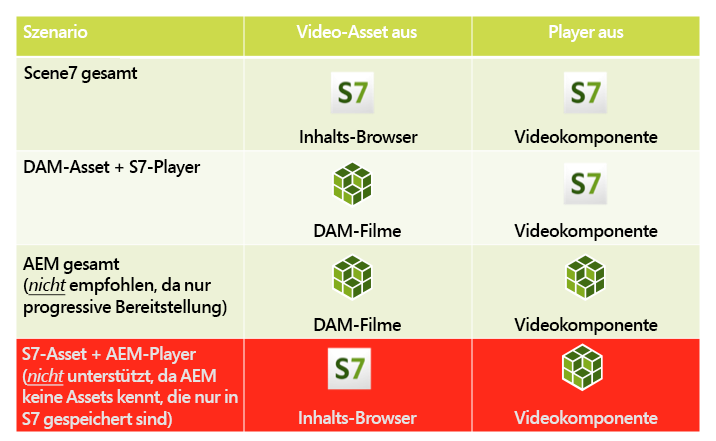 Szenario Video-Asset aus Player aus
Scene7 gesamt
S7 S7
Inhalts-Browser Videokomponente
DAM-Asset + S7-Player
S7
DAM-Filme Videokomponente
AEM gesamt
(nicht empfohlen, da nur
progressive Bereitstellung)
DAM-Filme Videokomponente
S7-Asset + AEM-Player
(nicht unterstützt, da AEM
keine Assets kennt, die nur in
S7 gespeichert sind)
S7
Inhalts-Browser Videokomponente